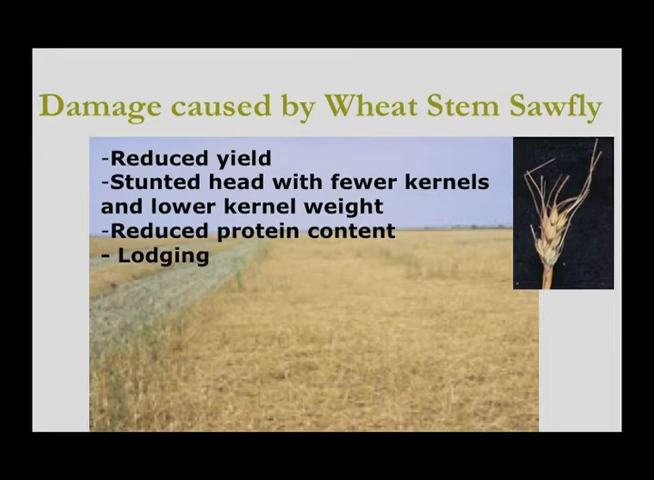 Damage caused by Wheat Stem Sawfly
-Reduced yield
-Stunted head with fewer kernels
and lower kernel weight
-Reduced protein content
- Lodging